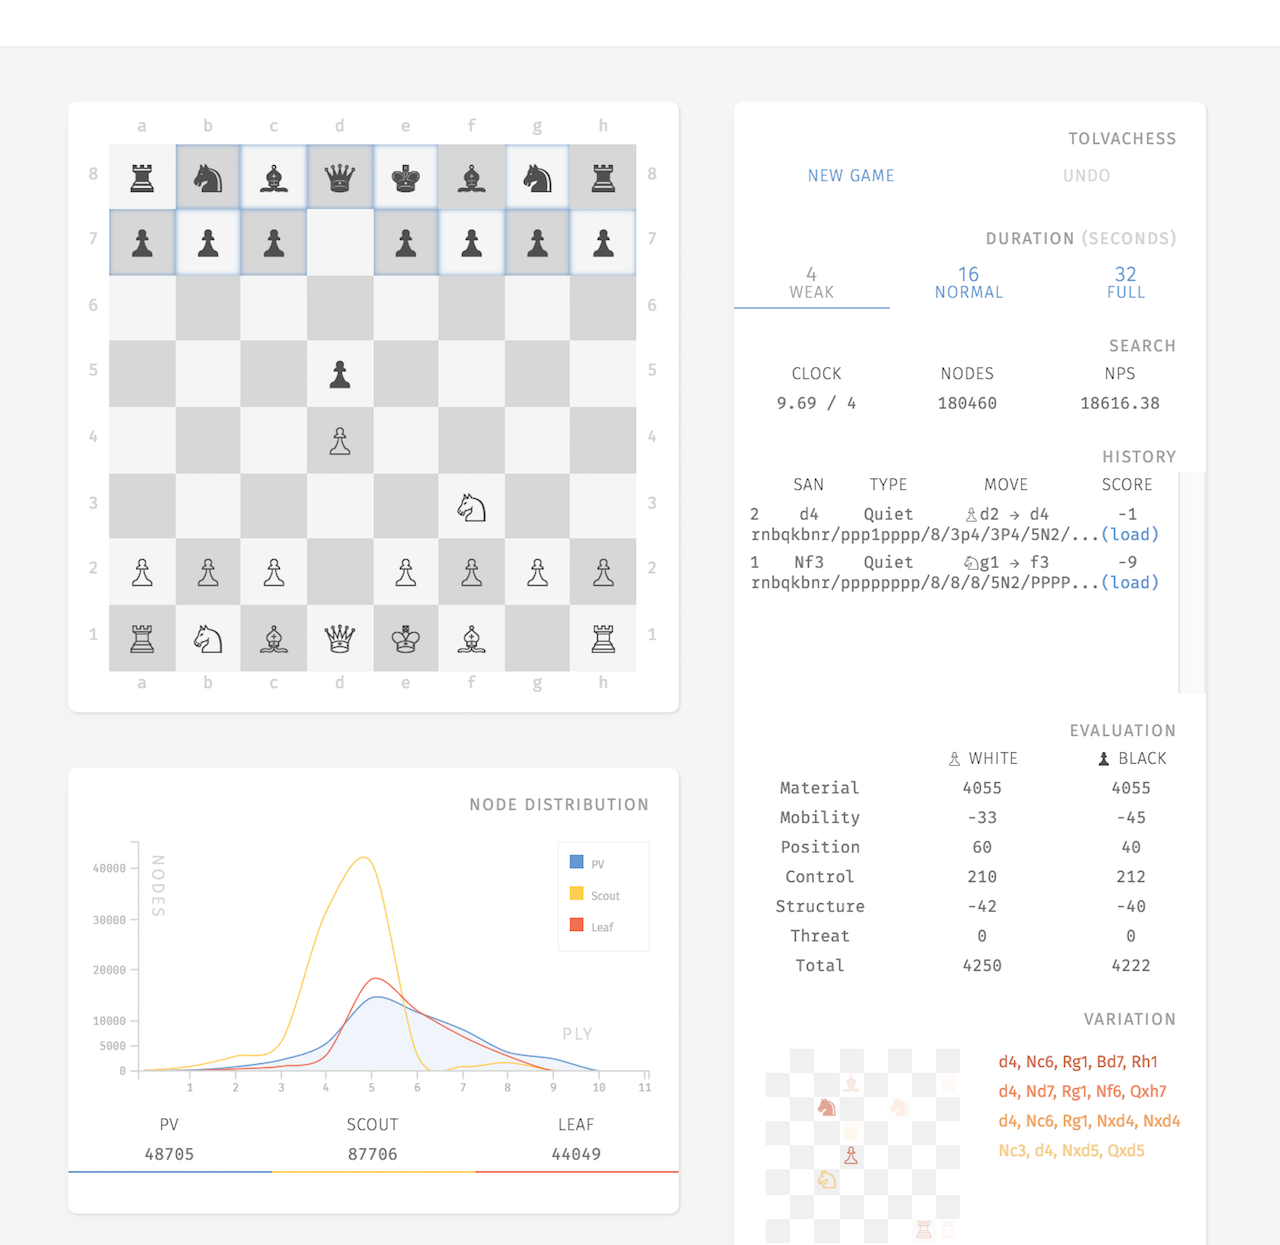 a b c d e f g h
8 8
7 7
6 6
5 5
4 4
3 3
2 2
1 1
a b c d e f g h
NODE DISTRIBUTION
NODES
40000
30000
20000
10000
5000
0
PV
Scout
Leaf
PLY
1 2 3 4 5 6 7 8 9 10 11
PV SCOUT LEAF
48705 87706 44049
TOLVACHESS
NEW GAME UNDO
DURATION (SECONDS)
4 16 32
WEAK NORMAL FULL
SEARCH
CLOCK NODES NPS
9.69 / 4 180460 18616.38
HISTORY
SAN TYPE MOVE SCORE
2 d4 Quiet ♙d2 → d4 -1
rnbqkbnr/ppp1pppp/8/3p4/3P4/5N2/...(load)
1 Nf3 Quiet ♘g1 → f3 -9
rnbqkbnr/pppppppp/8/8/8/5N2/PPPP...(load)
EVALUATION
♙ WHITE ♟ BLACK
Material 4055 4055
Mobility -33 -45
Position 60 40
Control 210 212
Structure -42 -40
Threat 0 0
Total 4250 4222
VARIATION
d4, Nc6, Rg1, Bd7, Rh1
d4, Nd7, Rg1, Nf6, Qxh7
d4, Nc6, Rg1, Nxd4, Nxd4
Nc3, d4, Nxd5, Qxd5